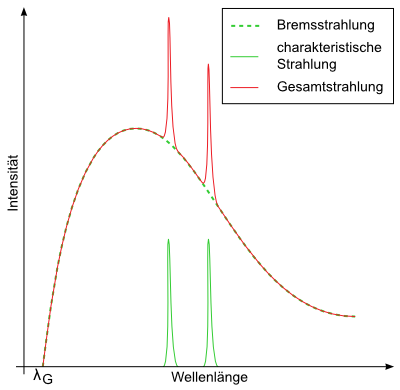 Bremsstrahlung
charakteristische
Strahlung
Gesamtstrahlung
Intensität
λG
Wellenlänge